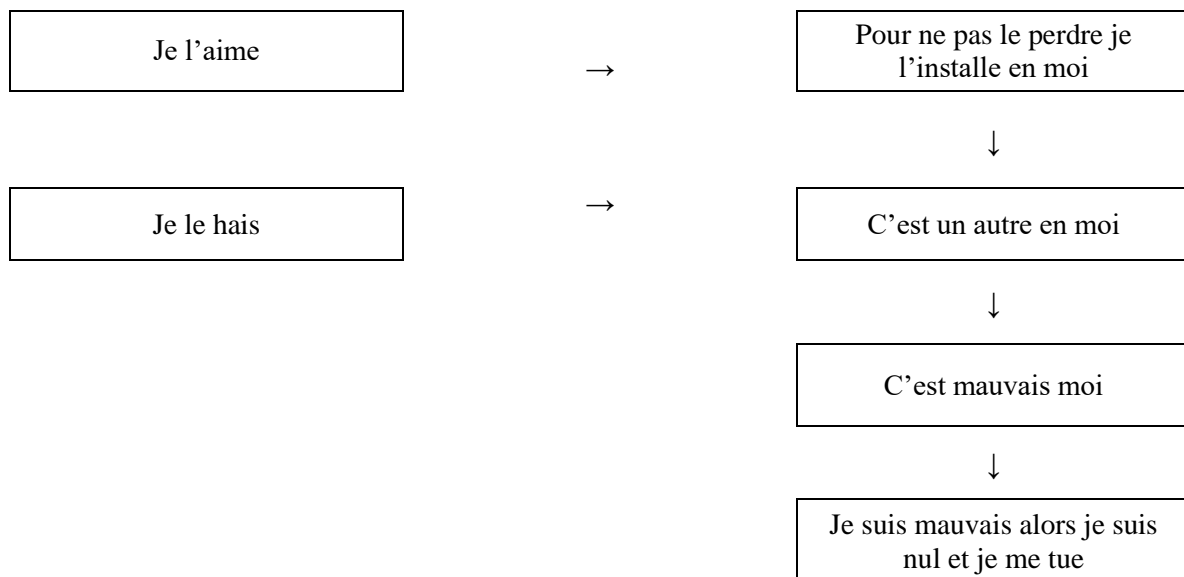 Je l’aime
→
Pour ne pas le perdre je
l’installe en moi
↓
Je le hais
→
C’est un autre en moi
↓
C’est mauvais moi
↓
Je suis mauvais alors je suis
nul et je me tue